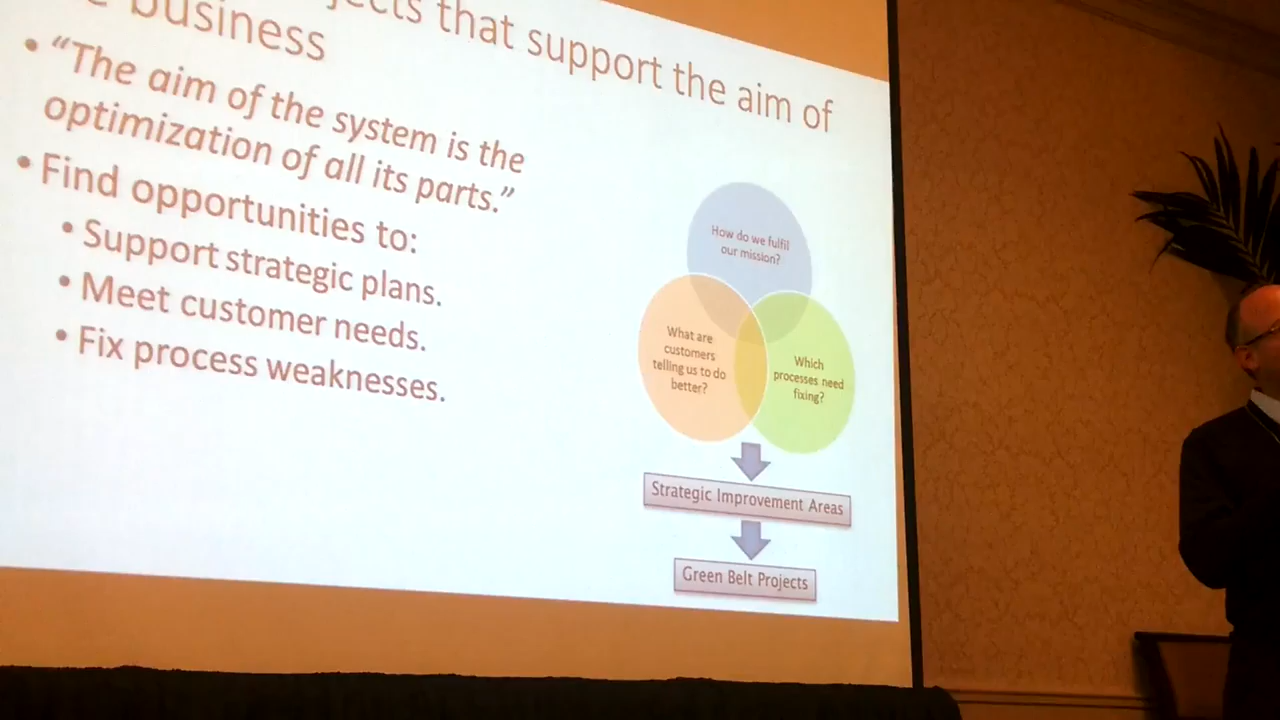 that support the aim of
business
• “The aim of the system is the
optimization of all its parts.”
• Find opportunities to:
• Support strategic plans.
• Meet customer needs.
• Fix process weaknesses.
How do we fulfil
our mission?
What are
customers
telling us to do
better?
Which
processes need
fixing?
Strategic Improvement Areas
Green Belt Projects